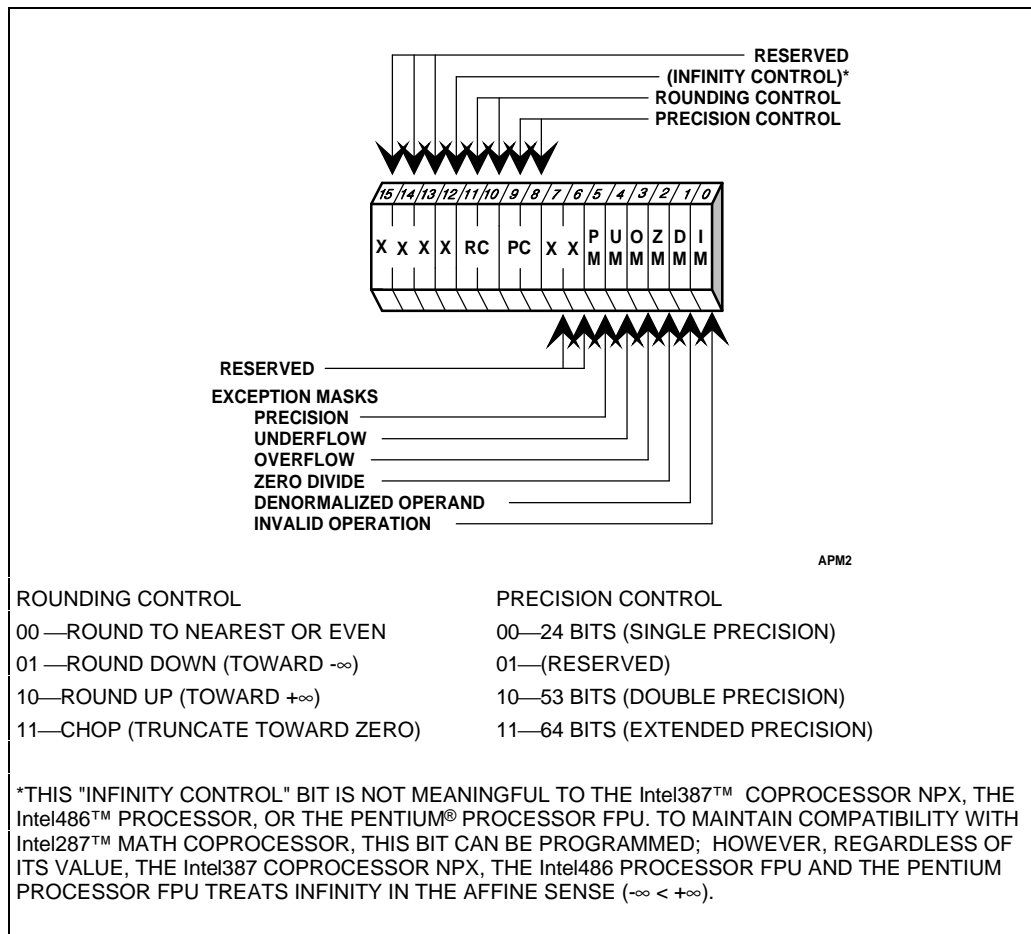 RESERVED
(INFINITY CONTROL)*
ROUNDING CONTROL
PRECISION CONTROL
15 14 13 12 11 10 9 8 7 6 5 4 3 2 1 0
X X X X RC PC X X P U O Z D I
M M M M M M
RESERVED
EXCEPTION MASKS
PRECISION
UNDERFLOW
OVERFLOW
ZERO DIVIDE
DENORMALIZED OPERAND
INVALID OPERATION
APM2
ROUNDING CONTROL
00 —ROUND TO NEAREST OR EVEN
01 —ROUND DOWN (TOWARD -∞)
10—ROUND UP (TOWARD +∞)
11—CHOP (TRUNCATE TOWARD ZERO)
PRECISION CONTROL
00—24 BITS (SINGLE PRECISION)
01—(RESERVED)
10—53 BITS (DOUBLE PRECISION)
11—64 BITS (EXTENDED PRECISION)
*THIS "INFINITY CONTROL" BIT IS NOT MEANINGFUL TO THE Intel387™ COPROCESSOR NPX, THE
Intel486™ PROCESSOR, OR THE PENTIUM® PROCESSOR FPU. TO MAINTAIN COMPATIBILITY WITH
Intel287™ MATH COPROCESSOR, THIS BIT CAN BE PROGRAMMED; HOWEVER, REGARDLESS OF
ITS VALUE, THE Intel387 COPROCESSOR NPX, THE Intel486 PROCESSOR FPU AND THE PENTIUM
PROCESSOR FPU TREATS INFINITY IN THE AFFINE SENSE (-∞ < +∞).